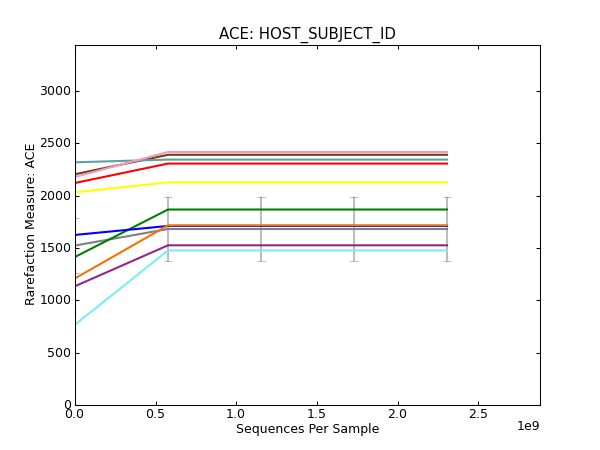 ACE: HOST_SUBJECT_ID
3000
2500
2000
1500
1000
500
0
Rarefaction Measure: ACE
0.0 0.5 1.0 1.5 2.0 2.5
1e9
Sequences Per Sample